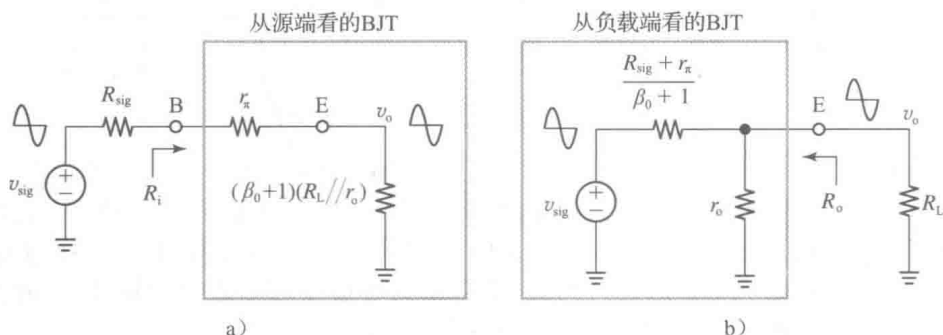 从源端看的BJT
R_sig
B
r_π
E
v_o
v_sig
+
−
R_i
(β_0+1)(R_L//r_o)
a）
从负载端看的BJT
R_sig + r_π
β_0 + 1
E
v_o
v_sig
+
−
r_o
R_o
R_L
b）